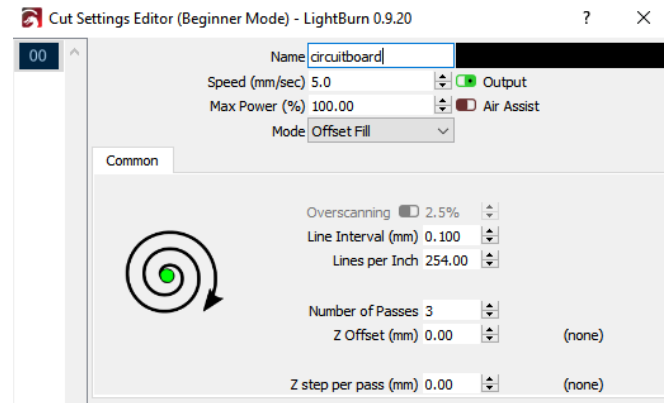 Cut Settings Editor (Beginner Mode) - LightBurn 0.9.20 ? ×
00
Name circuitboard
Speed (mm/sec) 5.0 Output
Max Power (%) 100.00 Air Assist
Mode Offset Fill
Common
Overscanning 2.5%
Line Interval (mm) 0.100
Lines per Inch 254.00
Number of Passes 3
Z Offset (mm) 0.00 (none)
Z step per pass (mm) 0.00 (none)